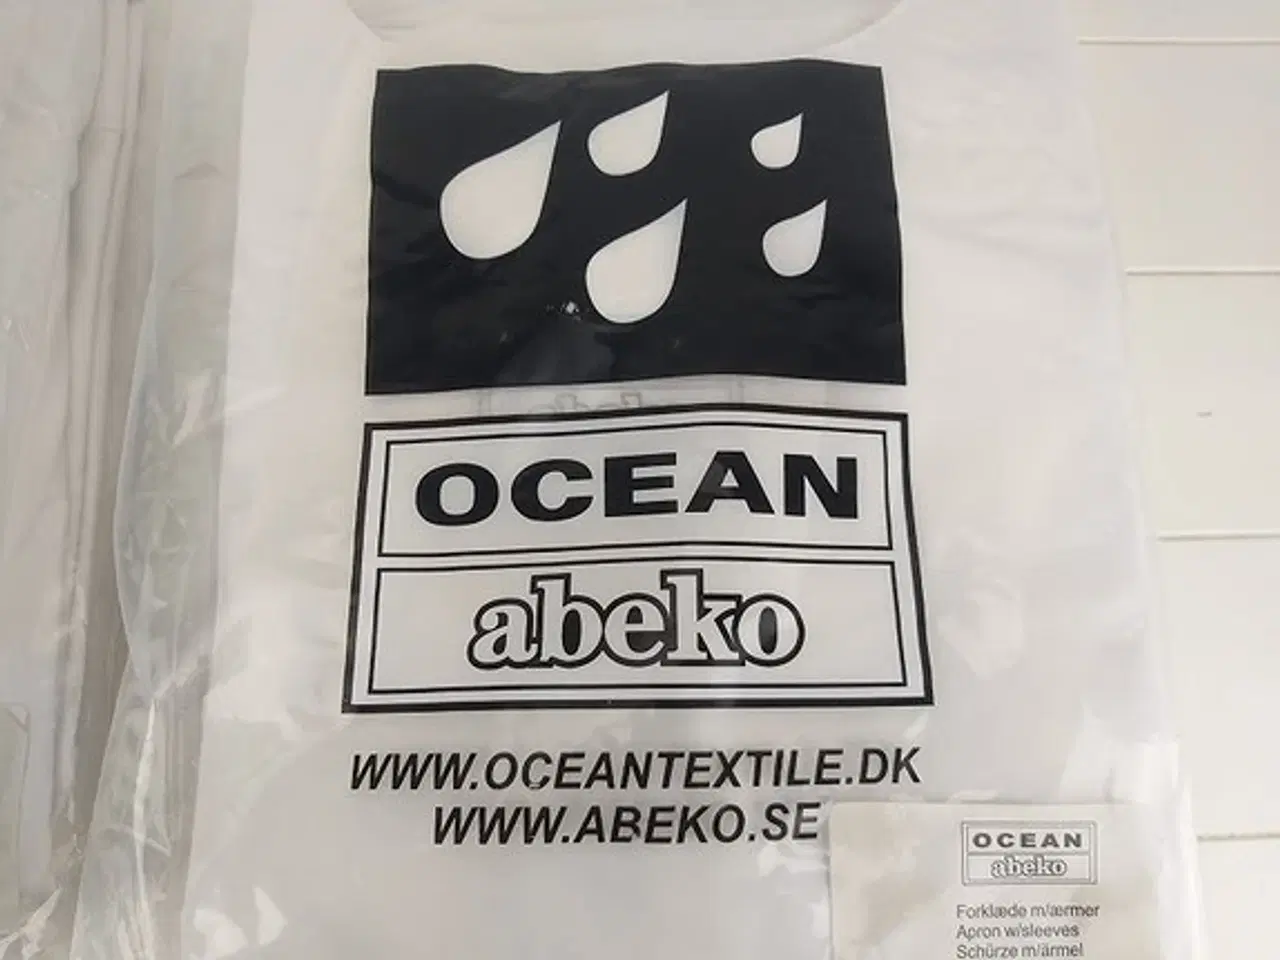 OCEAN
abeko
WWW.OCEANTEXTILE.DK
WWW.ABEKO.SE
OCEAN
abeko
Forklæde m/ærmer
Apron w/sleeves
Schürze m/ärmel